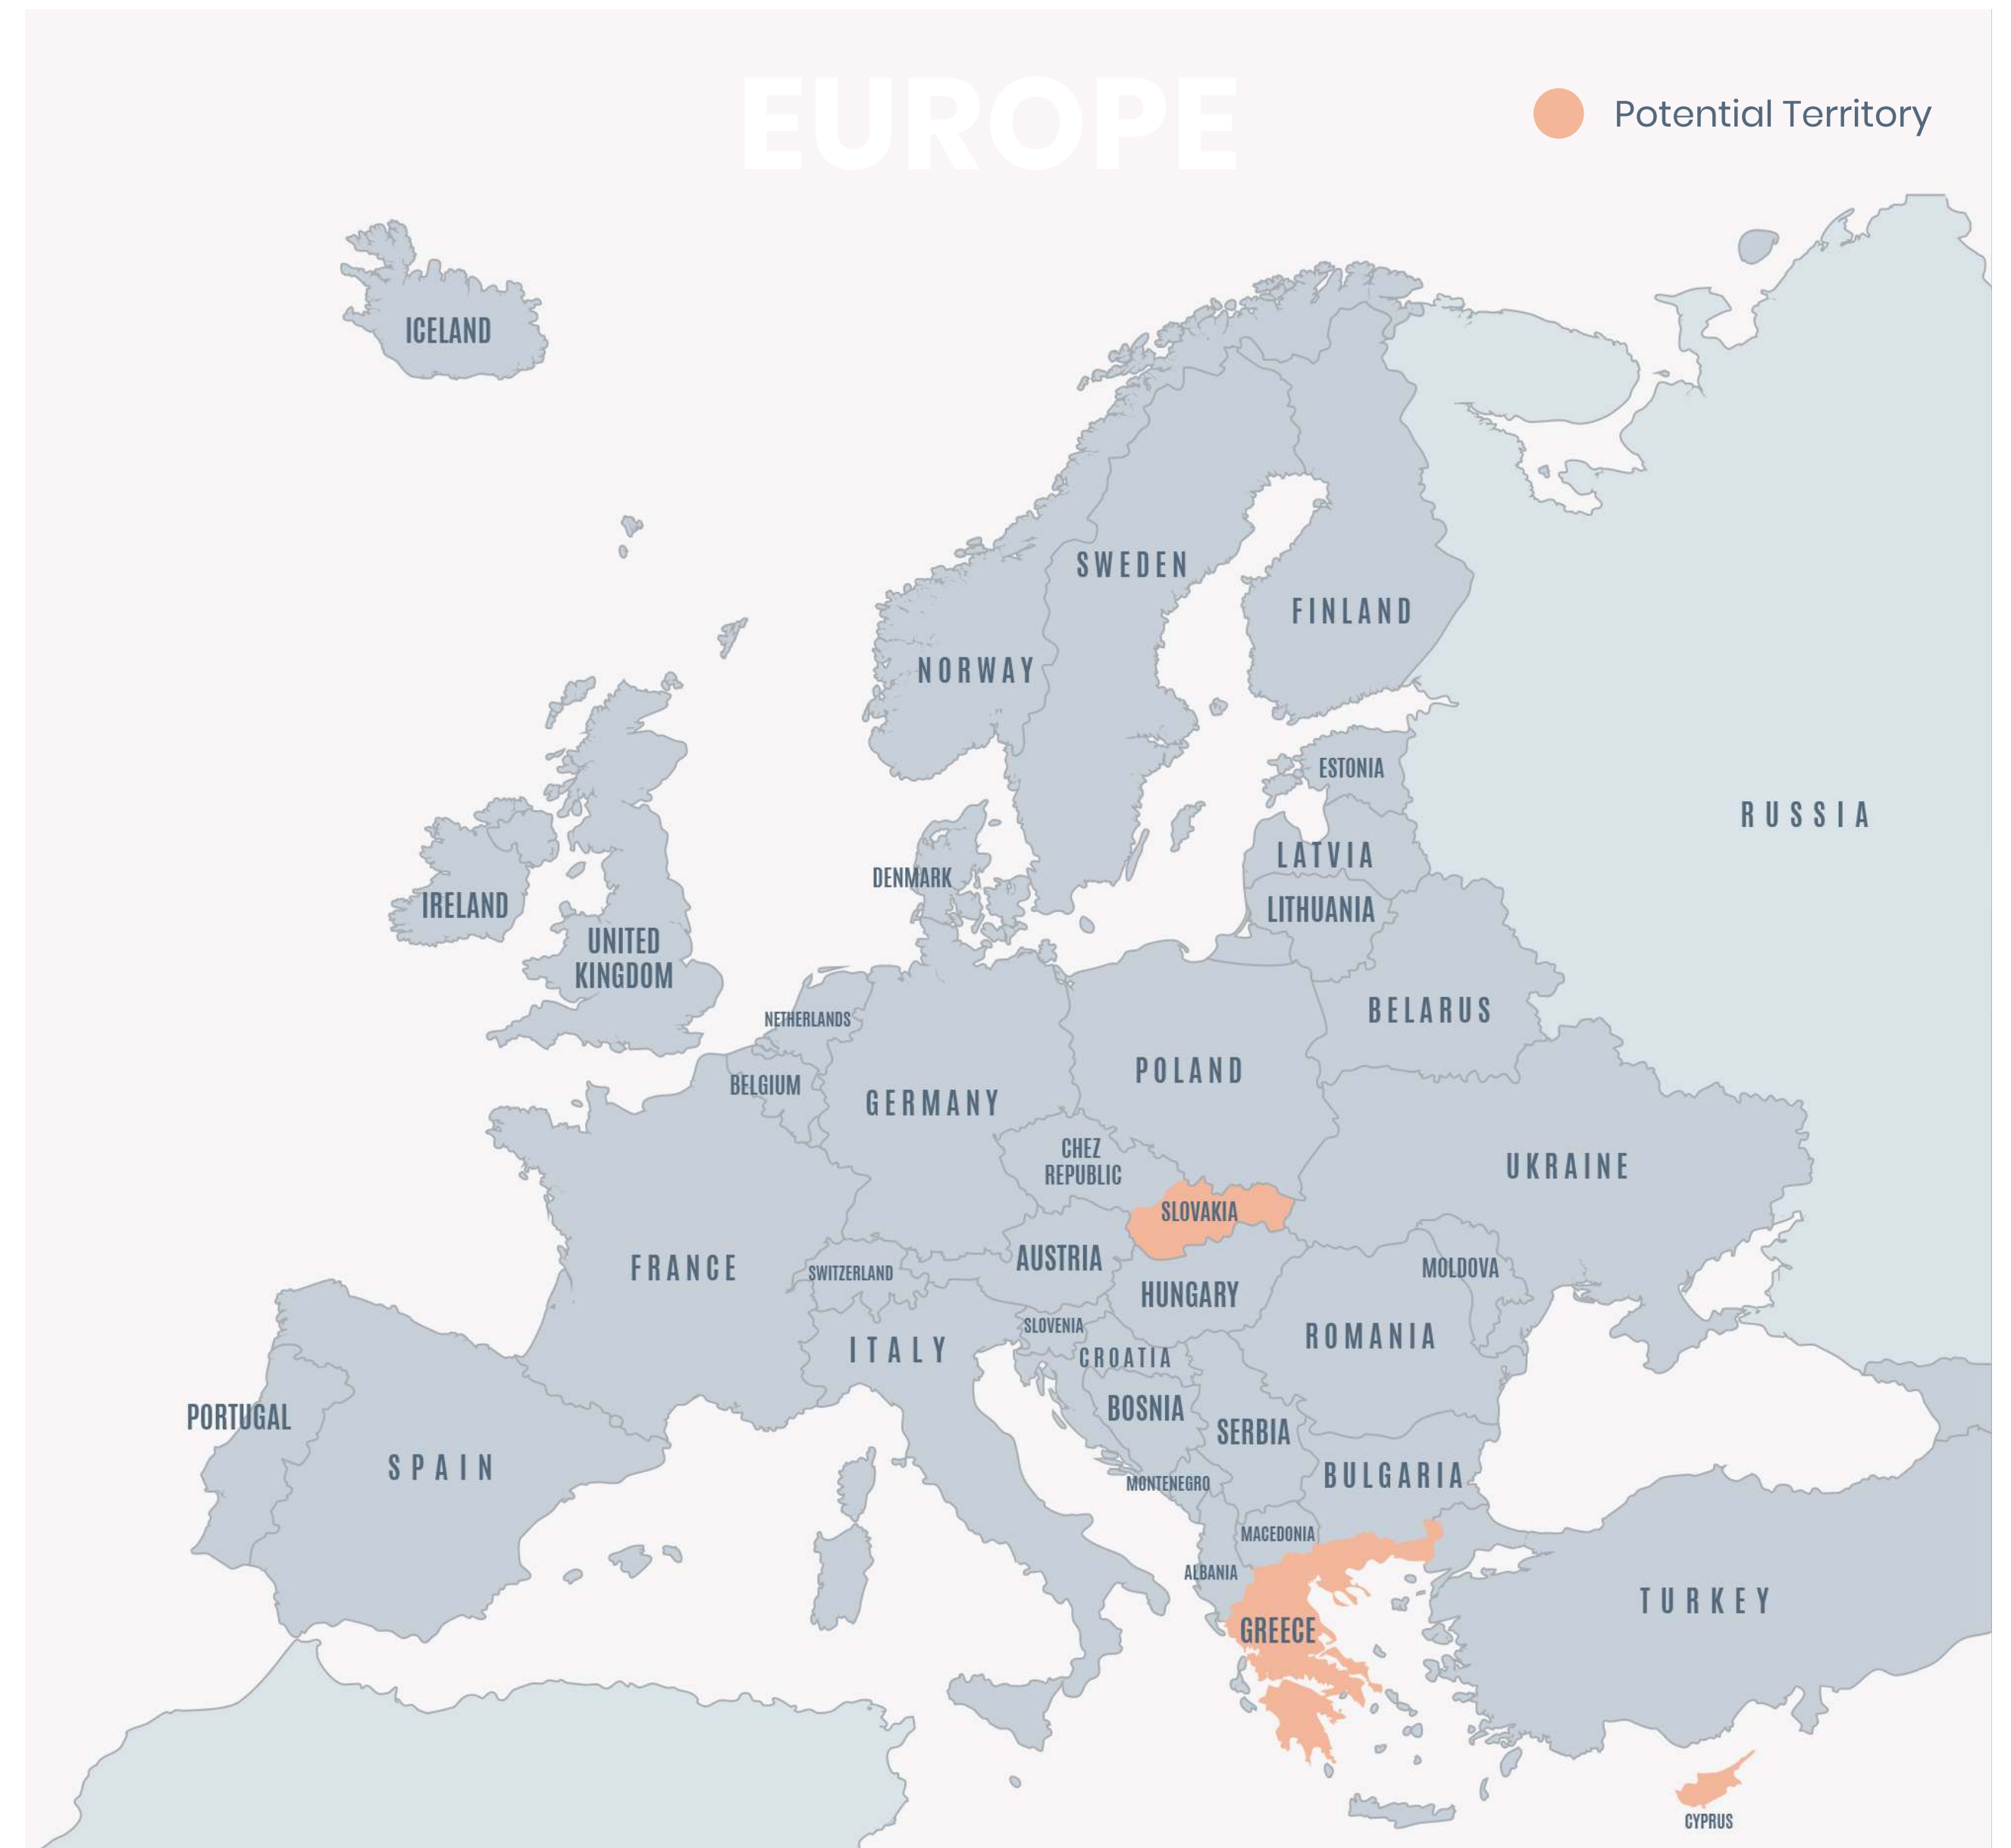 EUROPE
Potential Territory
ICELAND
SWEDEN
FINLAND
NORWAY
ESTONIA
RUSSIA
LATVIA
DENMARK
IRELAND
LITHUANIA
UNITED
KINGDOM
BELARUS
NETHERLANDS
POLAND
BELGIUM
GERMANY
CHEZ
REPUBLIC
UKRAINE
SLOVAKIA
AUSTRIA
FRANCE
SWITZERLAND
MOLDOVA
HUNGARY
SLOVENIA
ROMANIA
ITALY
CROATIA
BOSNIA
PORTUGAL
SERBIA
SPAIN
BULGARIA
MONTENEGRO
MACEDONIA
ALBANIA
TURKEY
GREECE
CYPRUS